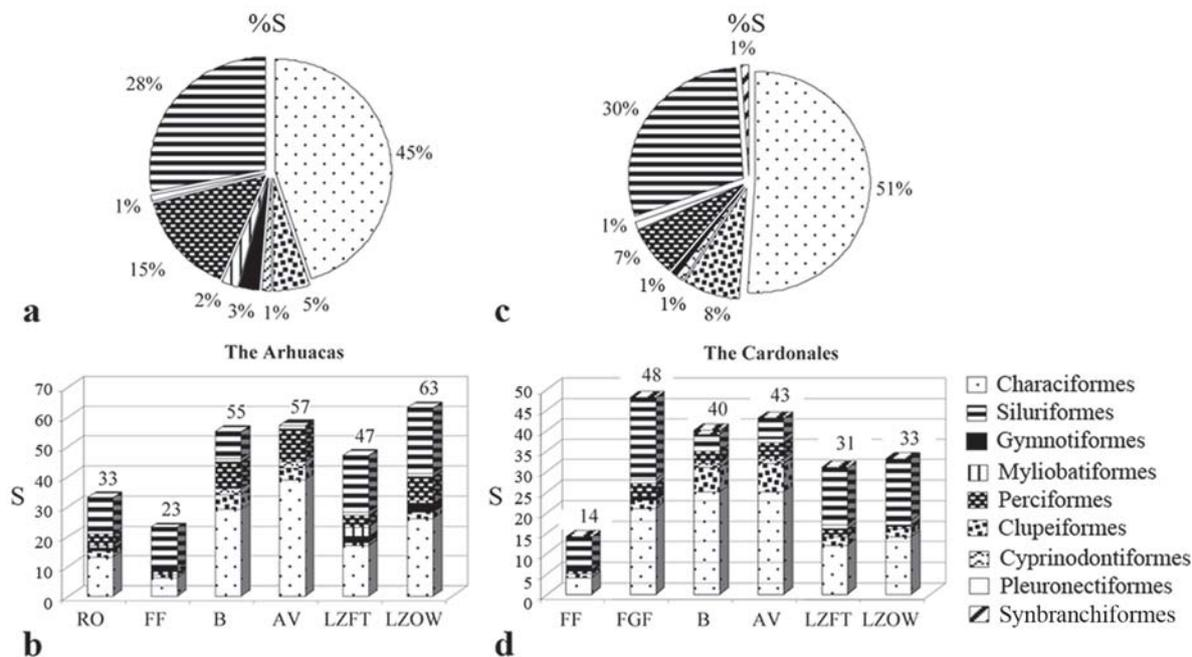 %S
28%
45%
1%
15%
2%
3%
1%
5%
a
%S
1%
30%
51%
1%
7%
1%
1%
8%
c
The Arhuacas
S
70
60
50
40
30
20
10
0
33
23
55
57
47
63
RO FF B AV LZFT LZOW
b
The Cardonales
S
50
45
40
35
30
25
20
15
10
5
0
14
48
40
43
31
33
FF FGF B AV LZFT LZOW
d
Characiformes
Siluriformes
Gymnotiformes
Myliobatiformes
Perciformes
Clupeiformes
Cyprinodontiformes
Pleuronectiformes
Synbranchiformes